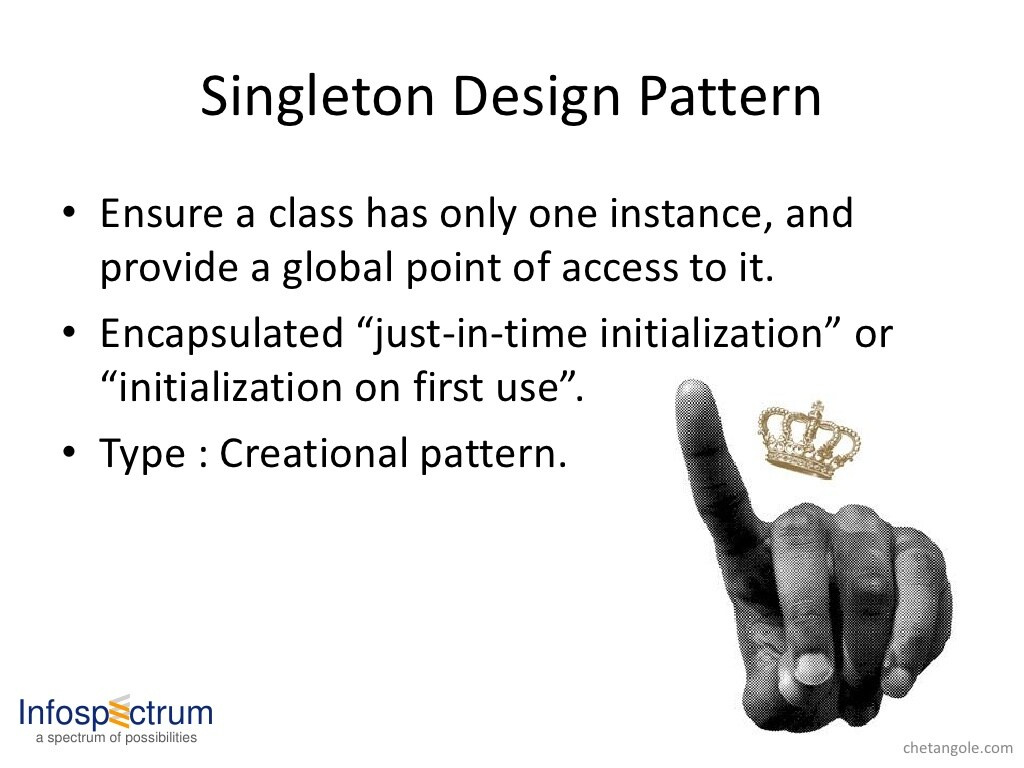 Singleton Design Pattern
• Ensure a class has only one instance, and
provide a global point of access to it.
• Encapsulated “just-in-time initialization” or
“initialization on first use”.
• Type : Creational pattern.
Infospectrum
a spectrum of possibilities
chetangole.com